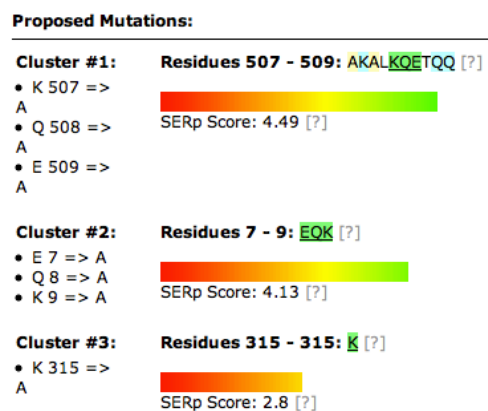 Proposed Mutations:
Cluster #1: Residues 507 - 509: AKALKQETQQ [?]
• K 507 =>
A
• Q 508 =>
A
• E 509 =>
A
SERp Score: 4.49 [?]
Cluster #2: Residues 7 - 9: EQK [?]
• E 7 => A
• Q 8 => A
• K 9 => A
SERp Score: 4.13 [?]
Cluster #3: Residues 315 - 315: K [?]
• K 315 =>
A
SERp Score: 2.8 [?]